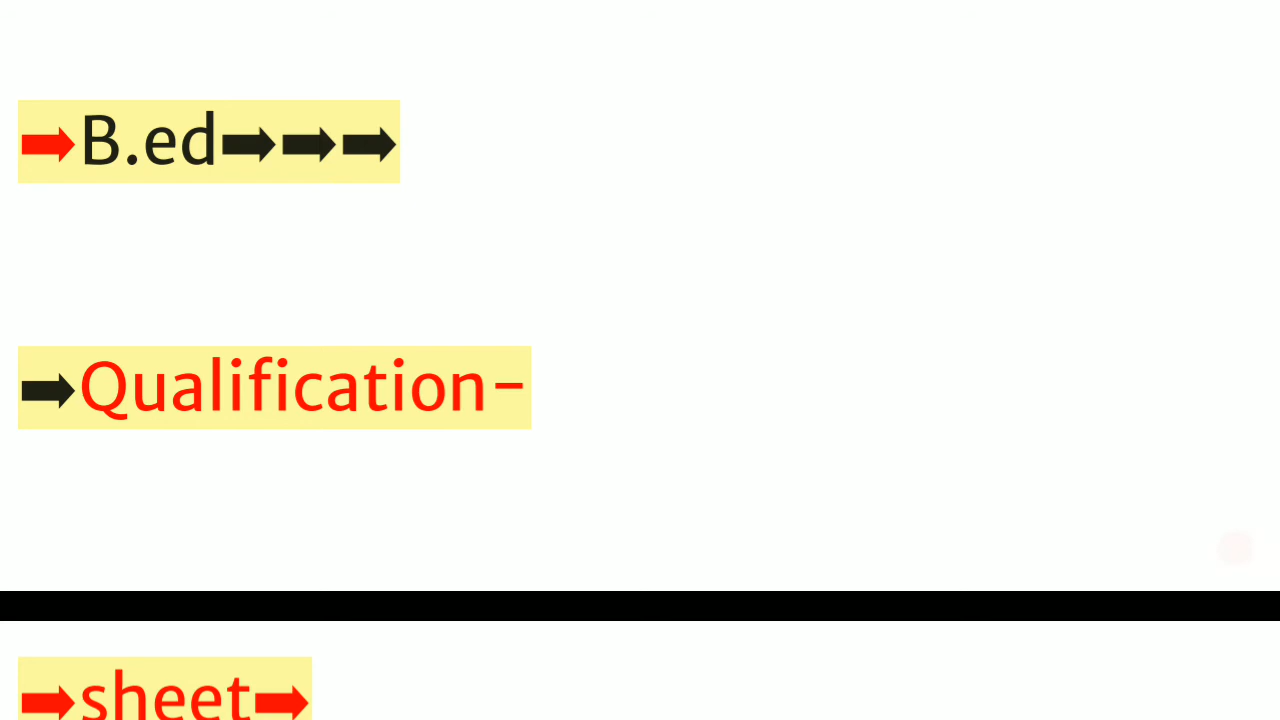 ➡B.ed➡➡➡
➡Qualification-
➡sheet➡